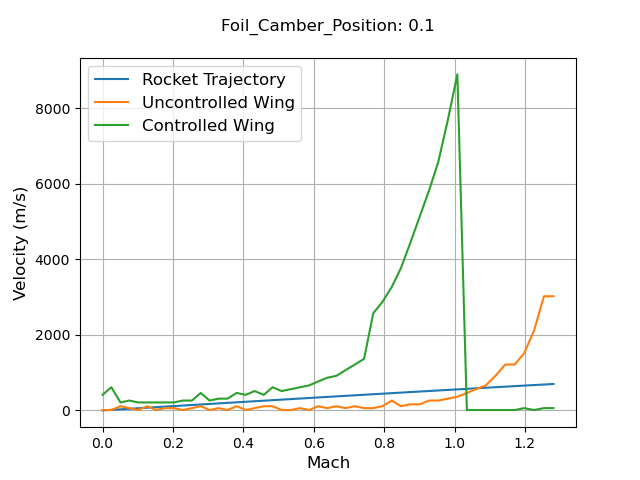 Foil_Camber_Position: 0.1
Rocket Trajectory
Uncontrolled Wing
Controlled Wing
8000
6000
4000
2000
0
Velocity (m/s)
0.0 0.2 0.4 0.6 0.8 1.0 1.2
Mach